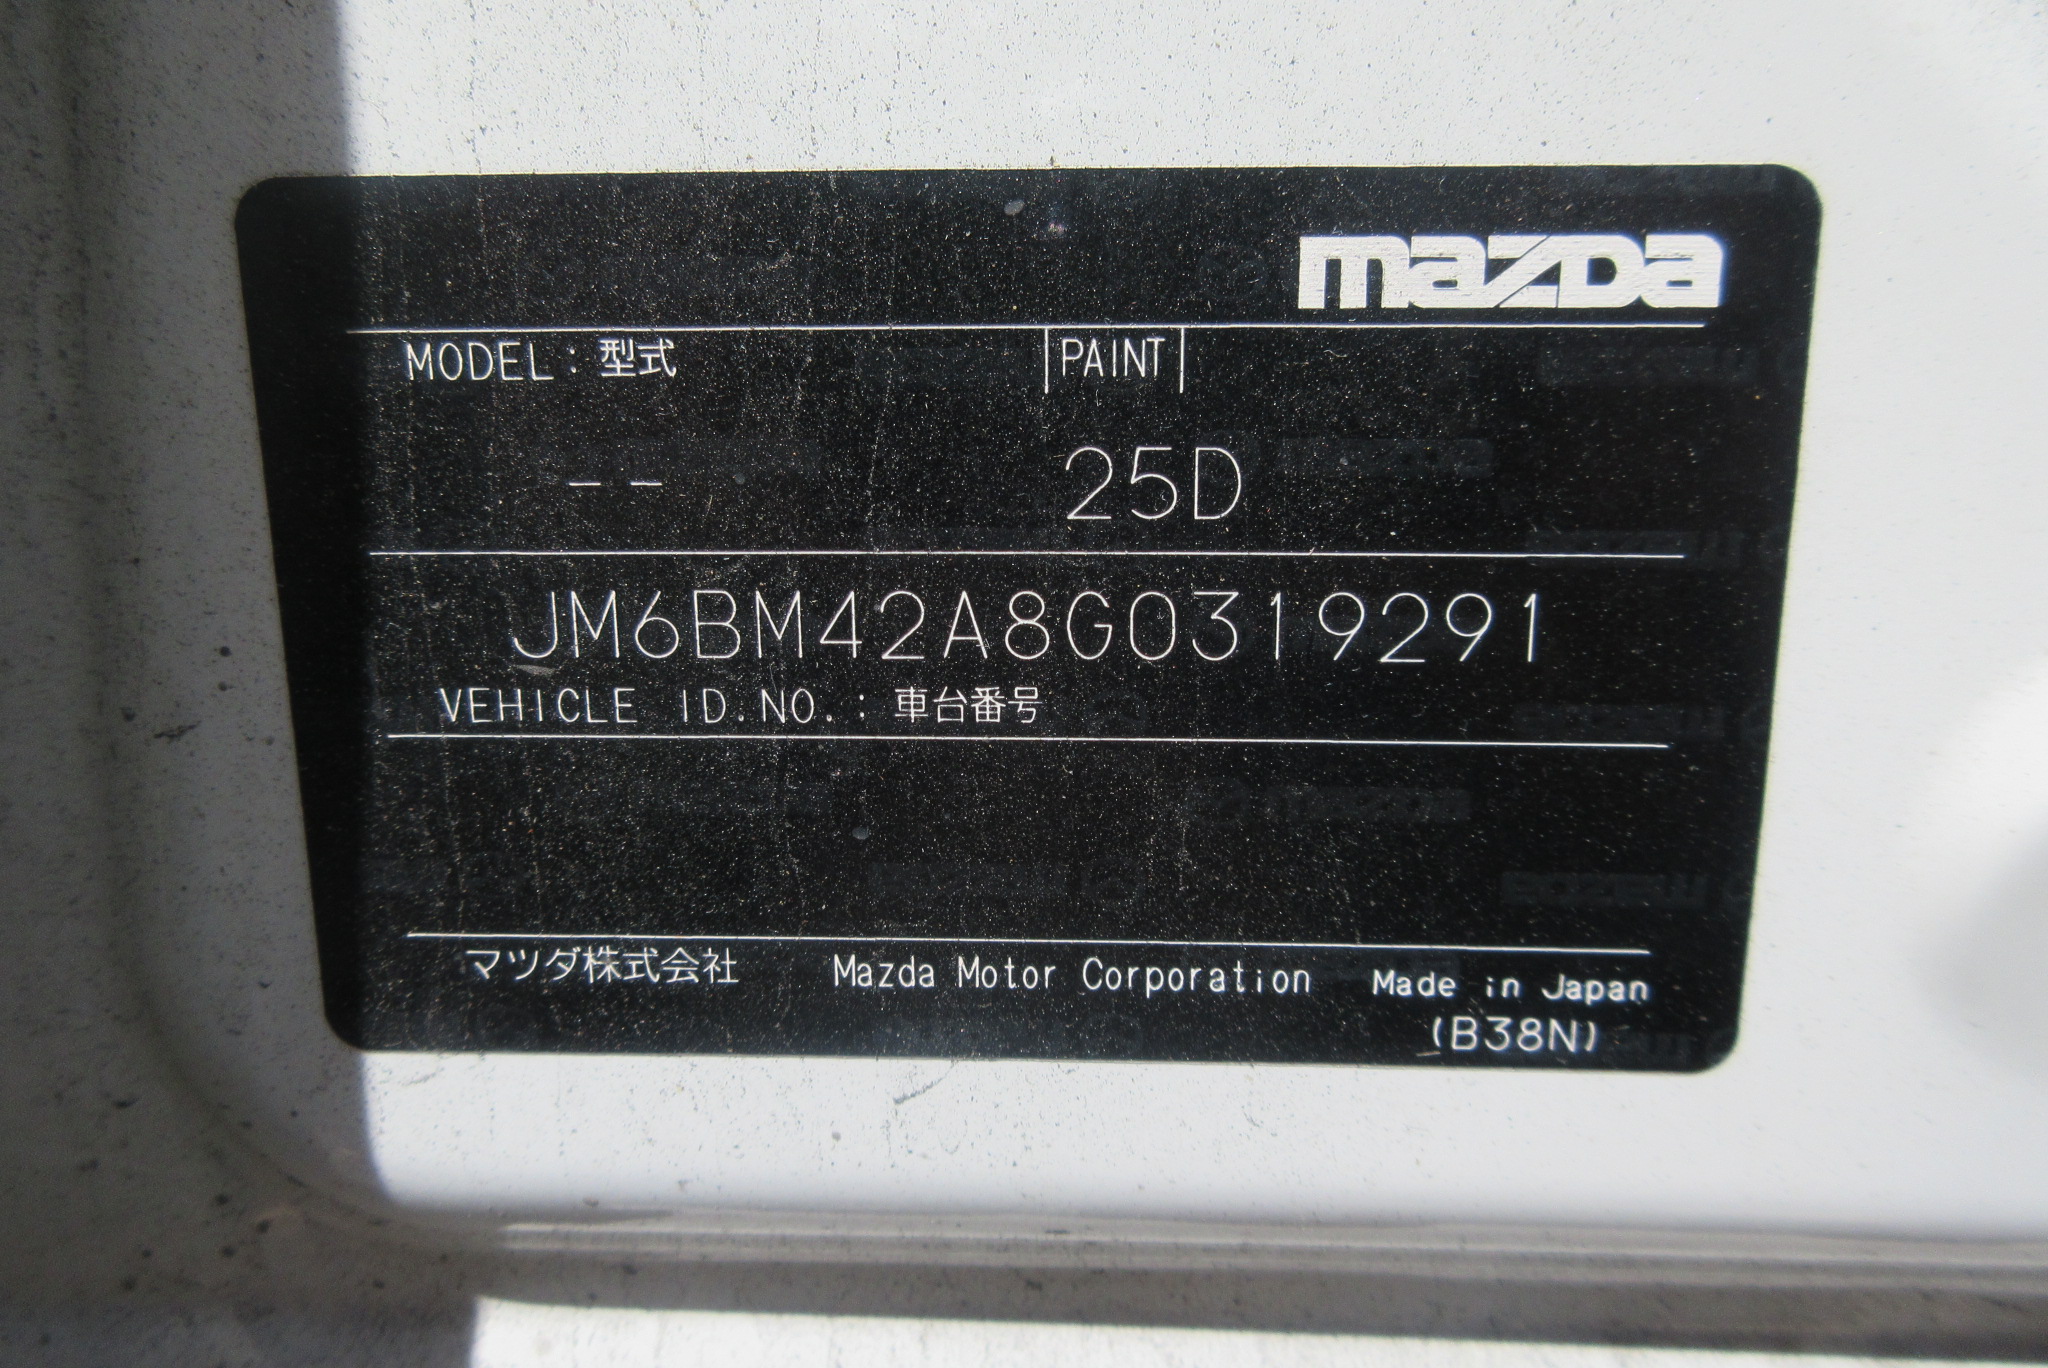 mazda
MODEL : 型式 PAINT
-- 25D
JM6BM42A8G0319291
VEHICLE ID.NO. : 車台番号
マツダ株式会社 Mazda Motor Corporation Made in Japan
(B38N)